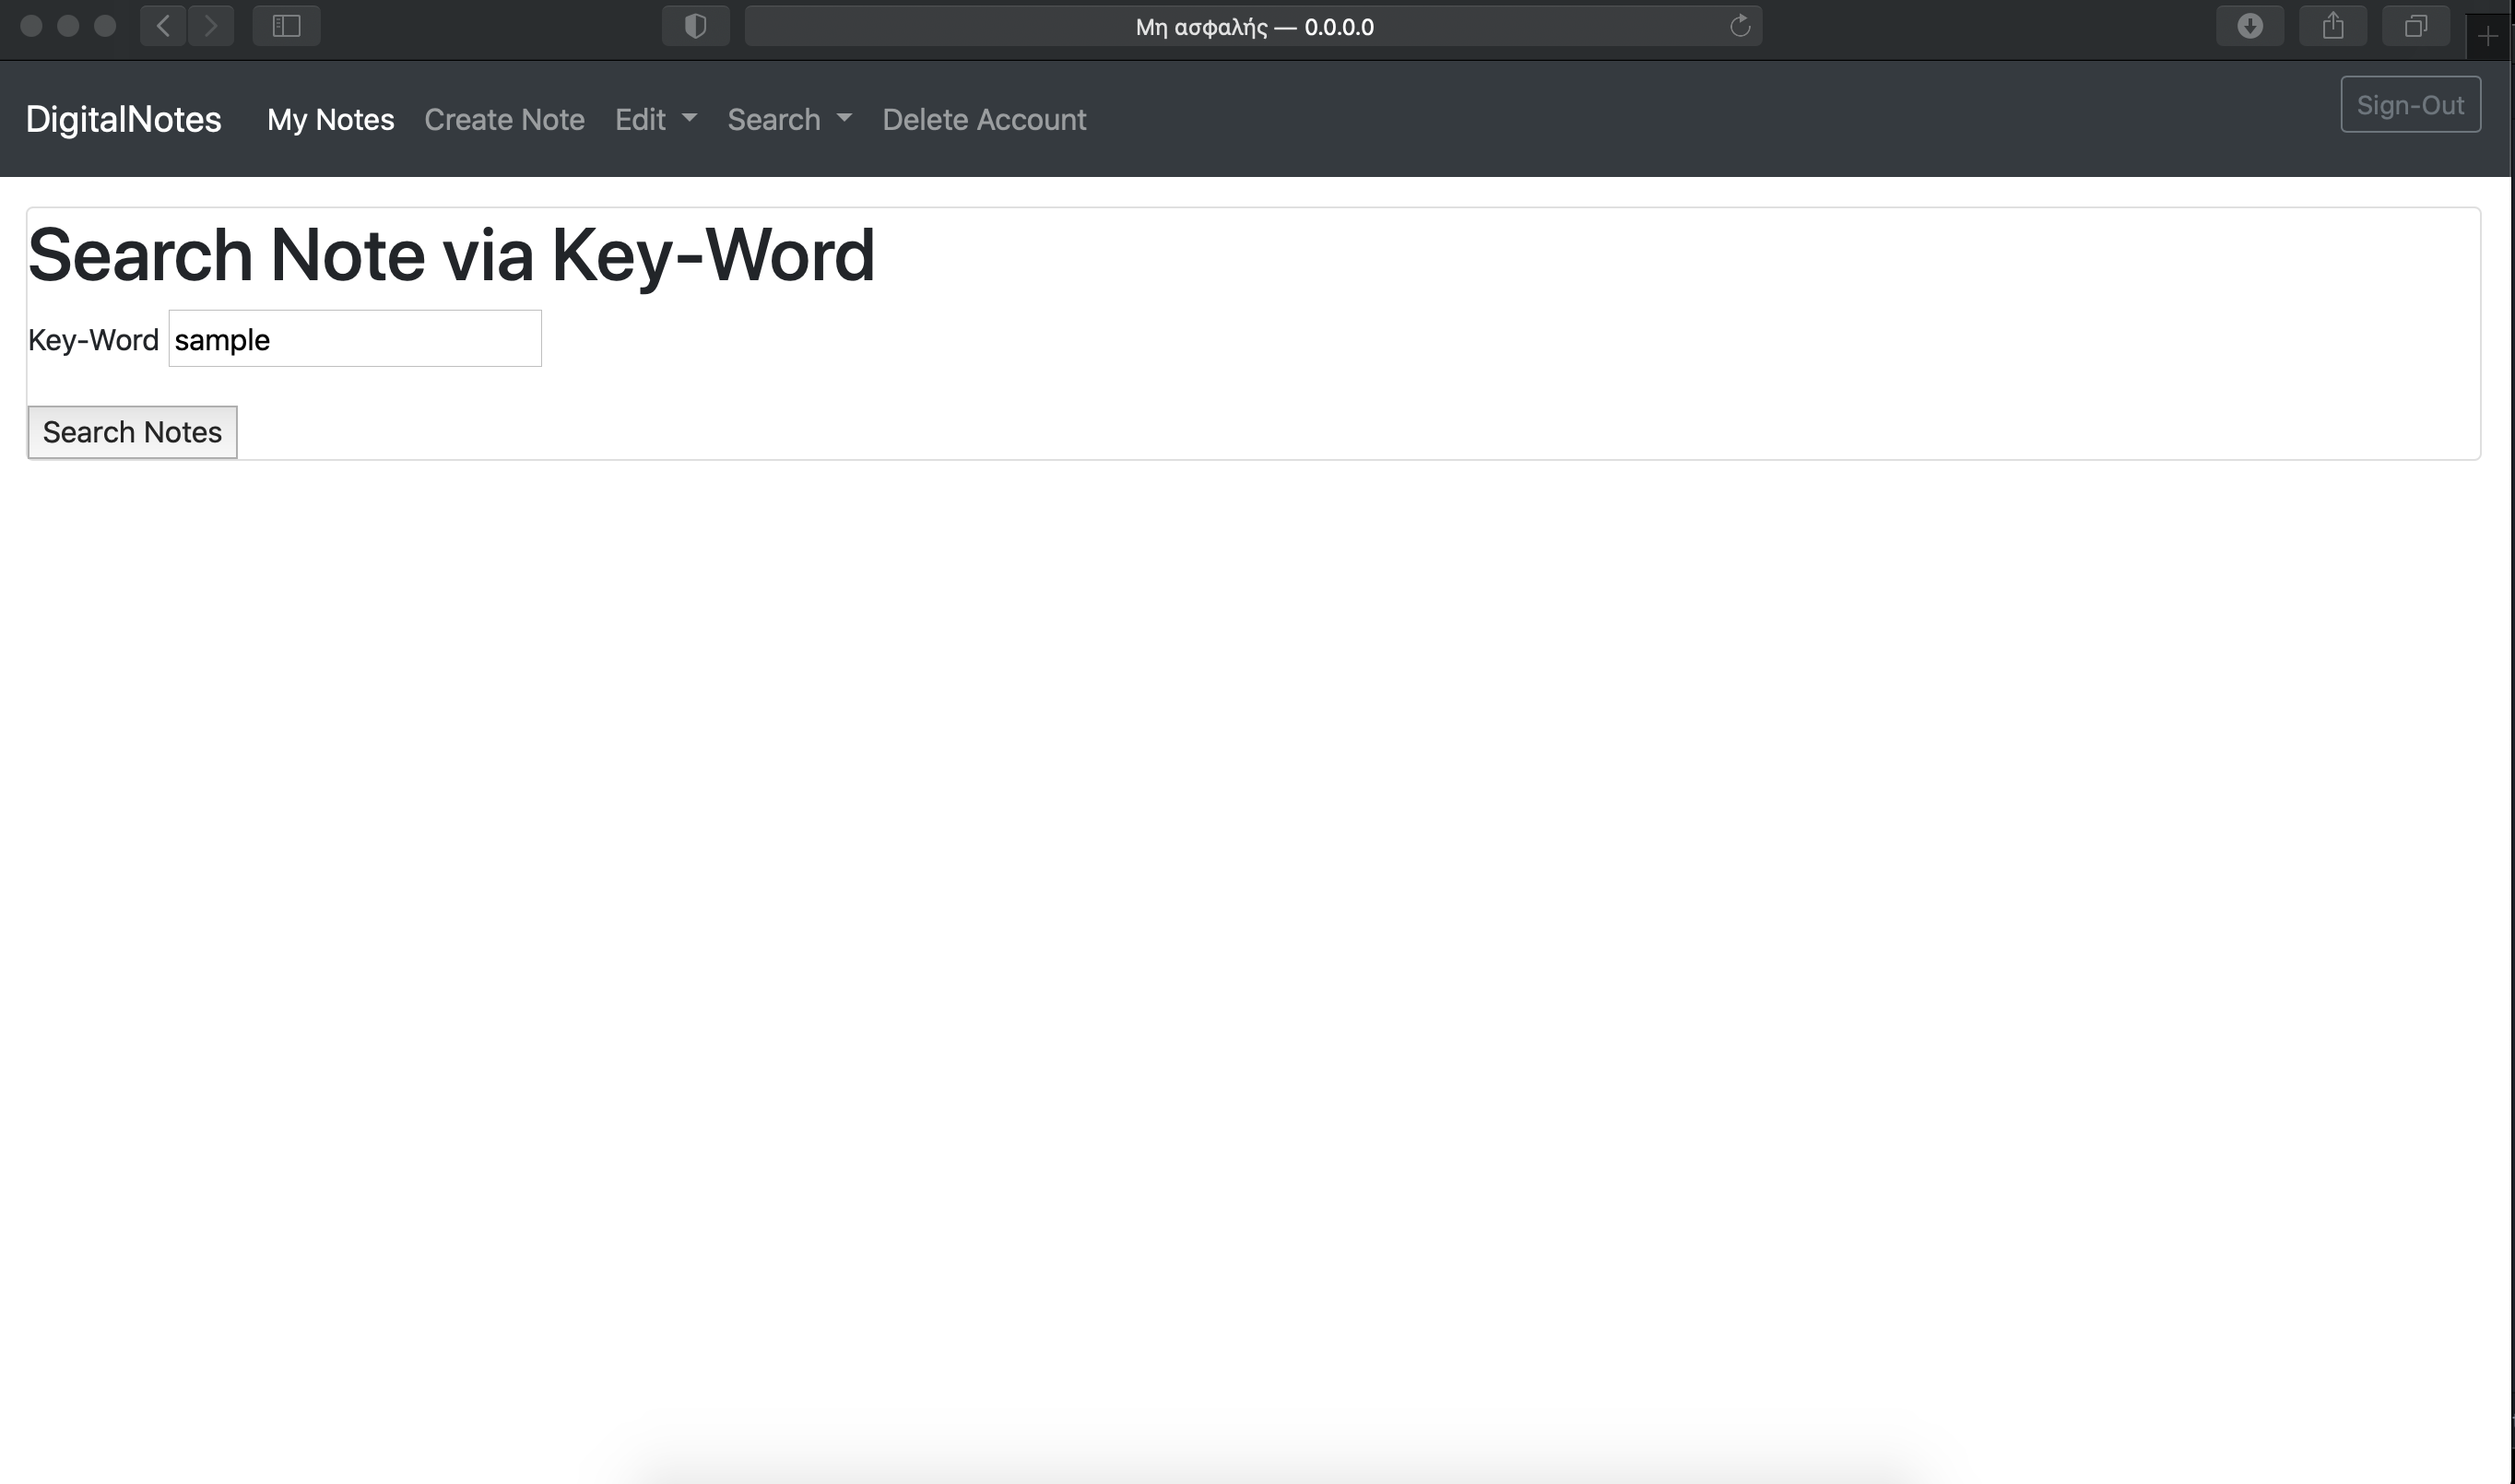 Μη ασφαλής — 0.0.0.0
DigitalNotes My Notes Create Note Edit Search Delete Account Sign-Out
Search Note via Key-Word
Key-Word sample
Search Notes